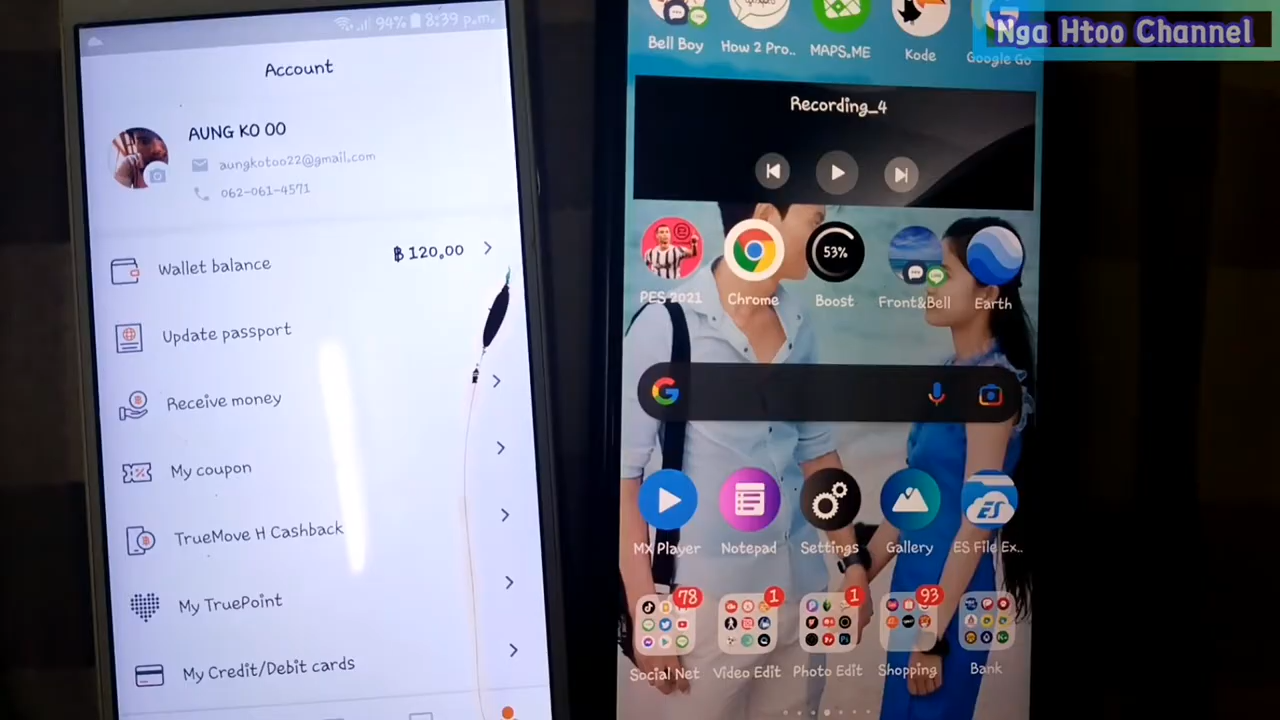 Nga Htoo Channel
94% 8:39 p.m.
Account
AUNG KO OO
aungkotoo22@gmail.com
062-061-4571
Wallet balance ฿ 120.00
Update passport
Receive money
My coupon
TrueMove H Cashback
My TruePoint
My Credit/Debit cards
Bell Boy How 2 Pro.. MAPS.ME Kode Google Go
Recording_4
53%
PES 2021 Chrome Boost Front&Bell Earth
MX Player Notepad Settings Gallery ES File Ex..
78 1 1 93
Social Net Video Edit Photo Edit Shopping Bank